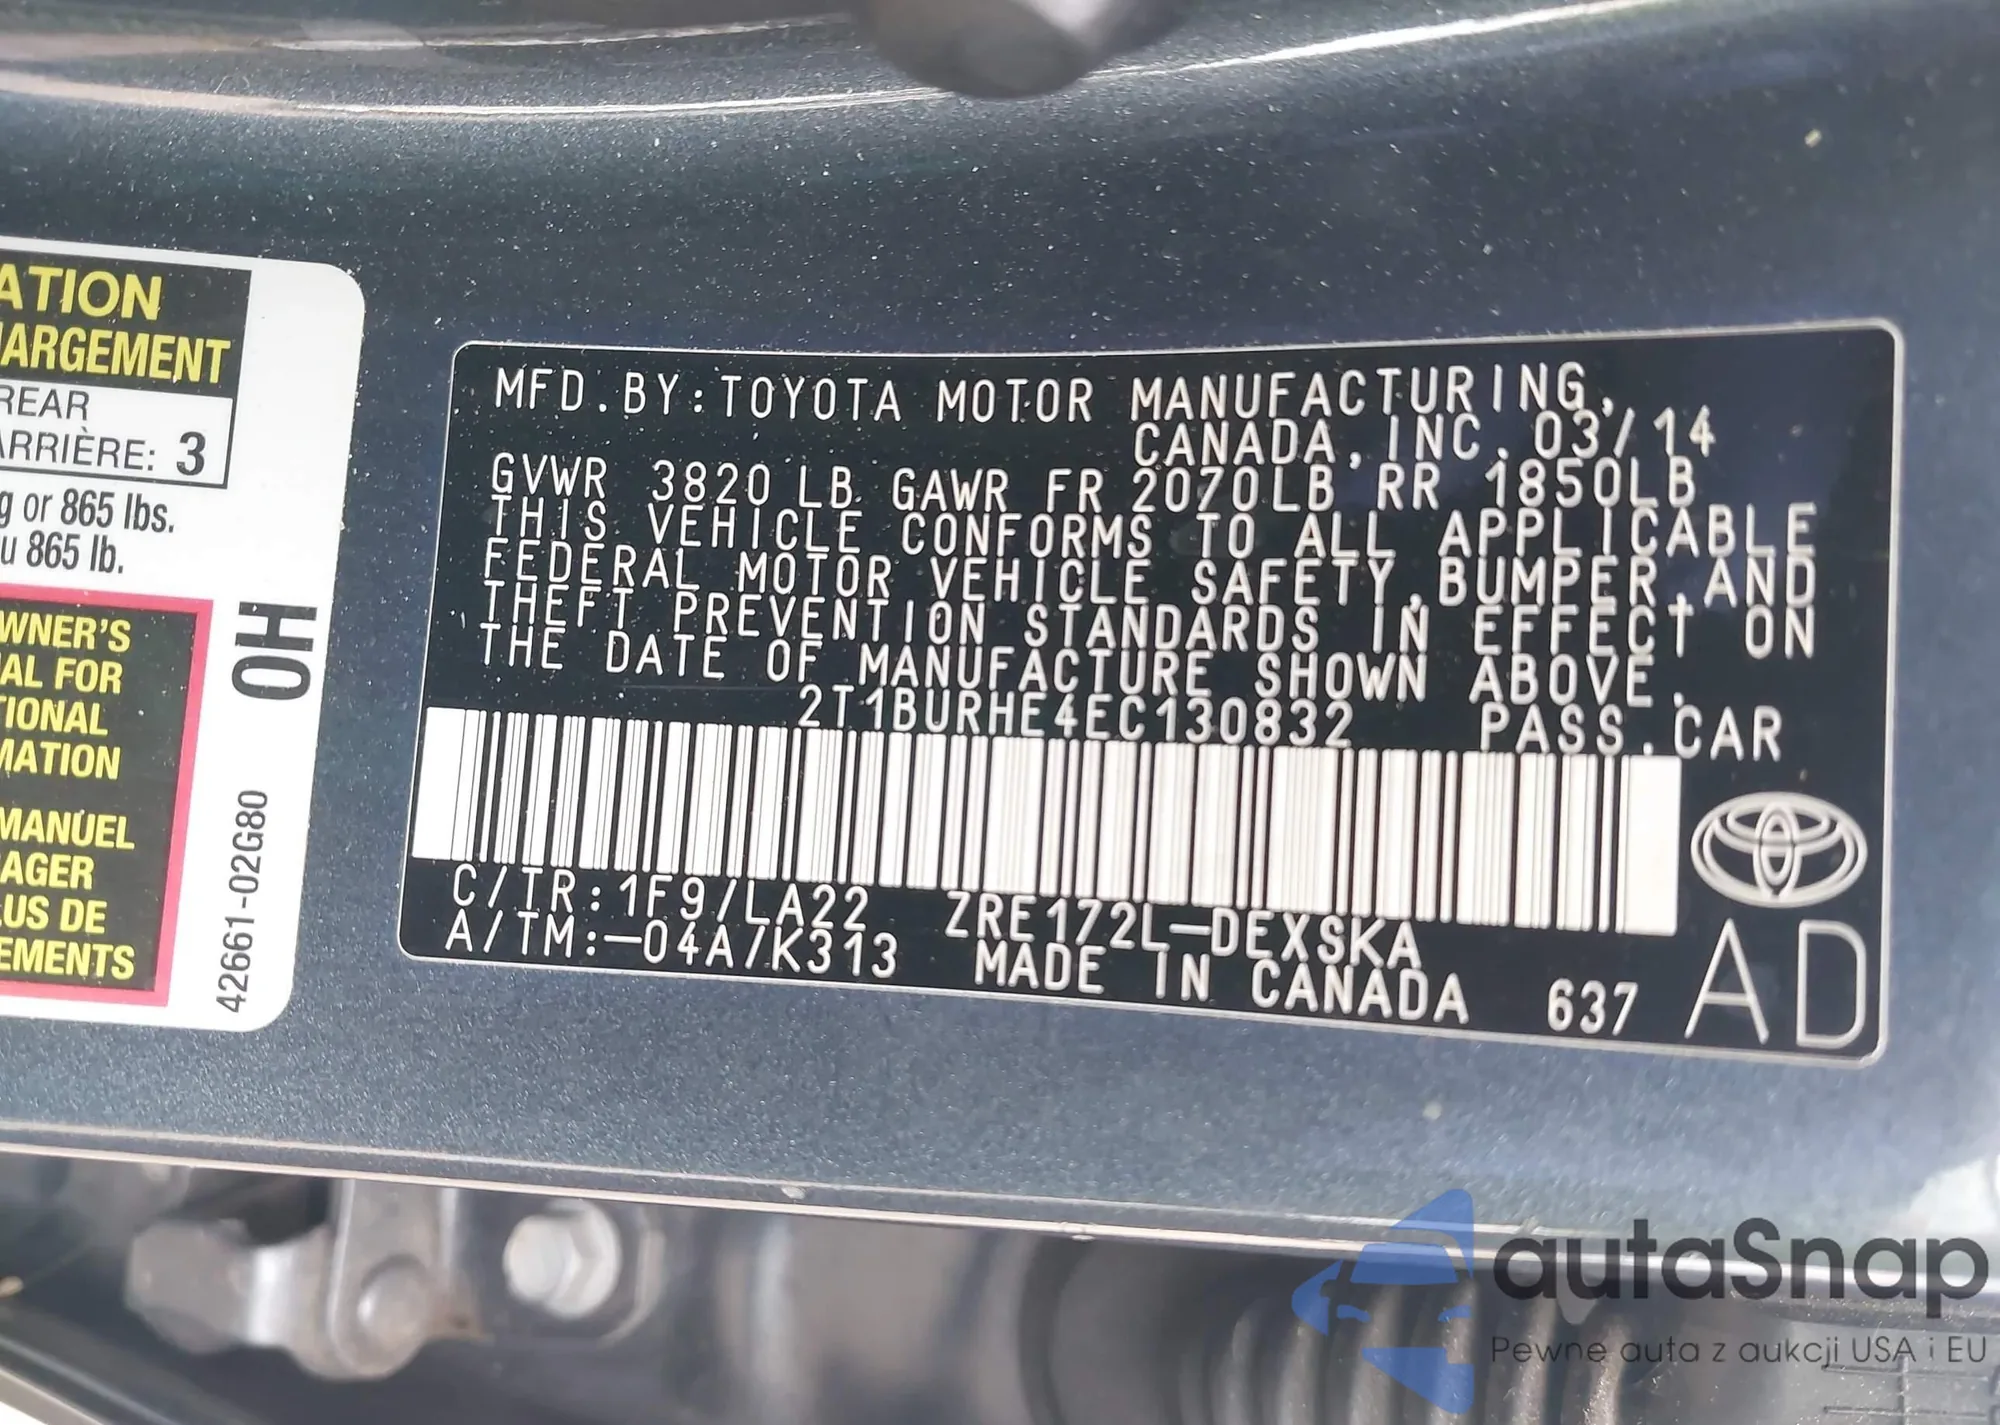 ATION
ARGEMENT
REAR
ARRIÈRE: 3
g or 865 lbs.
u 865 lb.
WNER'S
AL FOR
TIONAL
MATION
MANUEL
AGER
LUS DE
EMENTS
OH
42661-02G80
MFD.BY:TOYOTA MOTOR MANUFACTURING,
CANADA,INC. 03/14
GVWR 3820 LB GAWR FR 2070LB RR 1850LB
THIS VEHICLE CONFORMS TO ALL APPLICABLE
FEDERAL MOTOR VEHICLE SAFETY,BUMPER,AND
THEFT PREVENTION STANDARDS IN EFFECT ON
THE DATE OF MANUFACTURE SHOWN ABOVE.
2T1BURHE4EC130832 PASS.CAR
C/TR:1F9/LA22 ZRE172L-DEXSKA
A/TM:-04A/K313 MADE IN CANADA 637
AD
autaSnap
Pewne auta z aukcji USA i EU